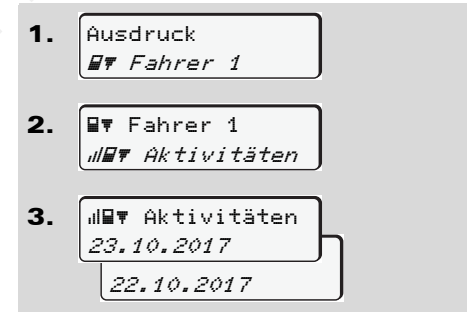 1.
Ausdruck
Fahrer 1
2.
Fahrer 1
Aktivitäten
3.
Aktivitäten
23.10.2017
22.10.2017